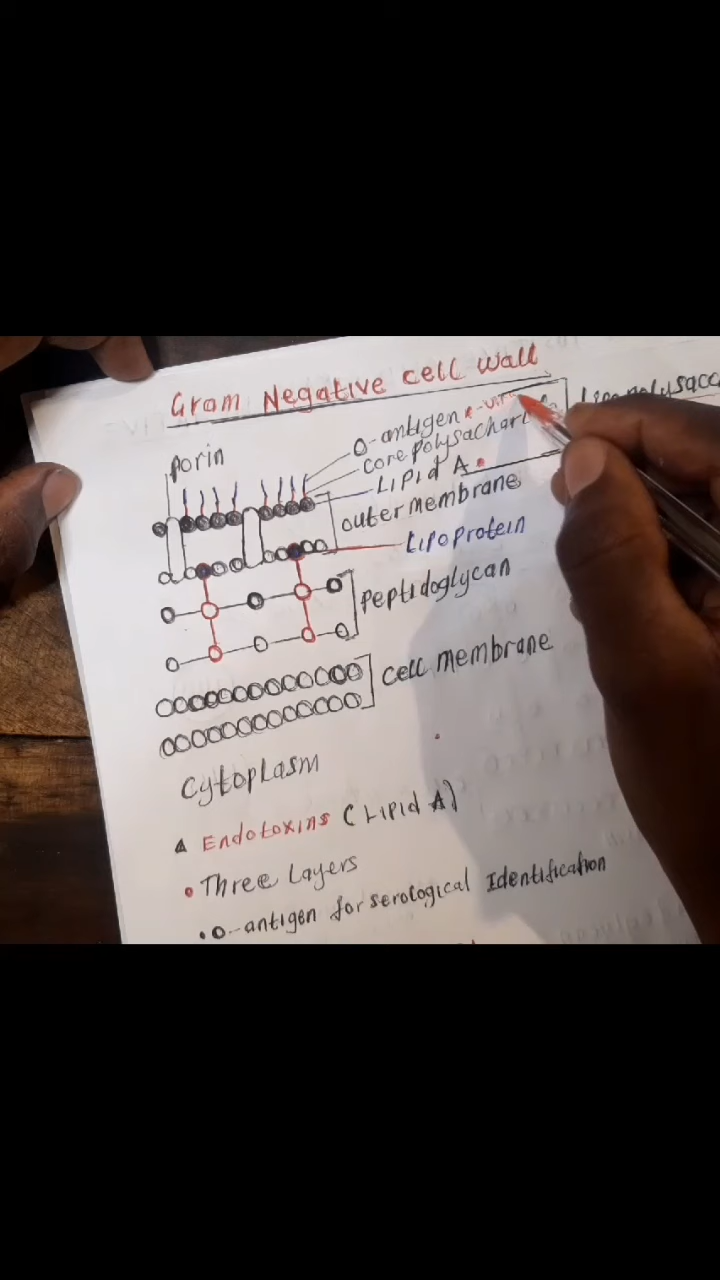 Gram Negative cell wall
Porin
O-antigen
core polysacharide
Lipid A
outer membrane
Lipoprotein
Peptidoglycan
cell membrane
Cytoplasm
Endotoxins (Lipid A)
Three Layers
O-antigen for serological Identification